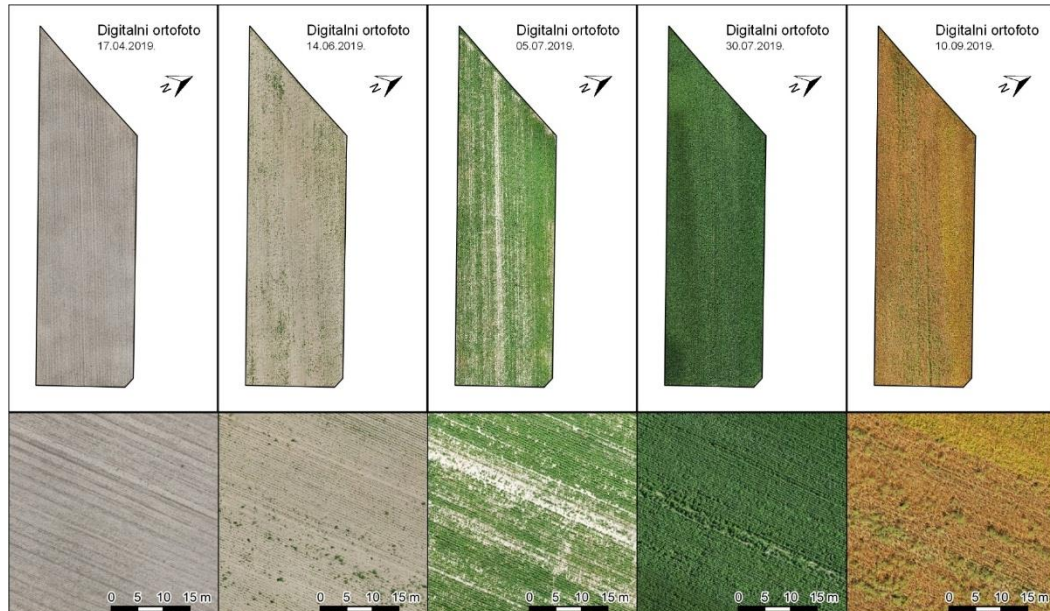 Digitalni ortofoto
17.04.2019.
N
Digitalni ortofoto
14.06.2019.
N
Digitalni ortofoto
05.07.2019.
N
Digitalni ortofoto
30.07.2019.
N
Digitalni ortofoto
10.09.2019.
N
0 5 10 15 m
0 5 10 15 m
0 5 10 15 m
0 5 10 15 m
0 5 10 15 m